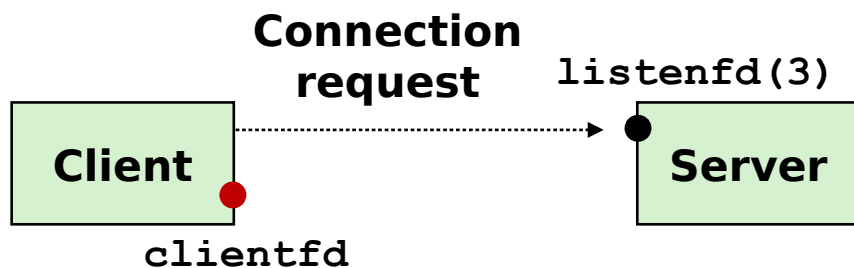 Connection
request
listenfd(3)
Client
Server
clientfd